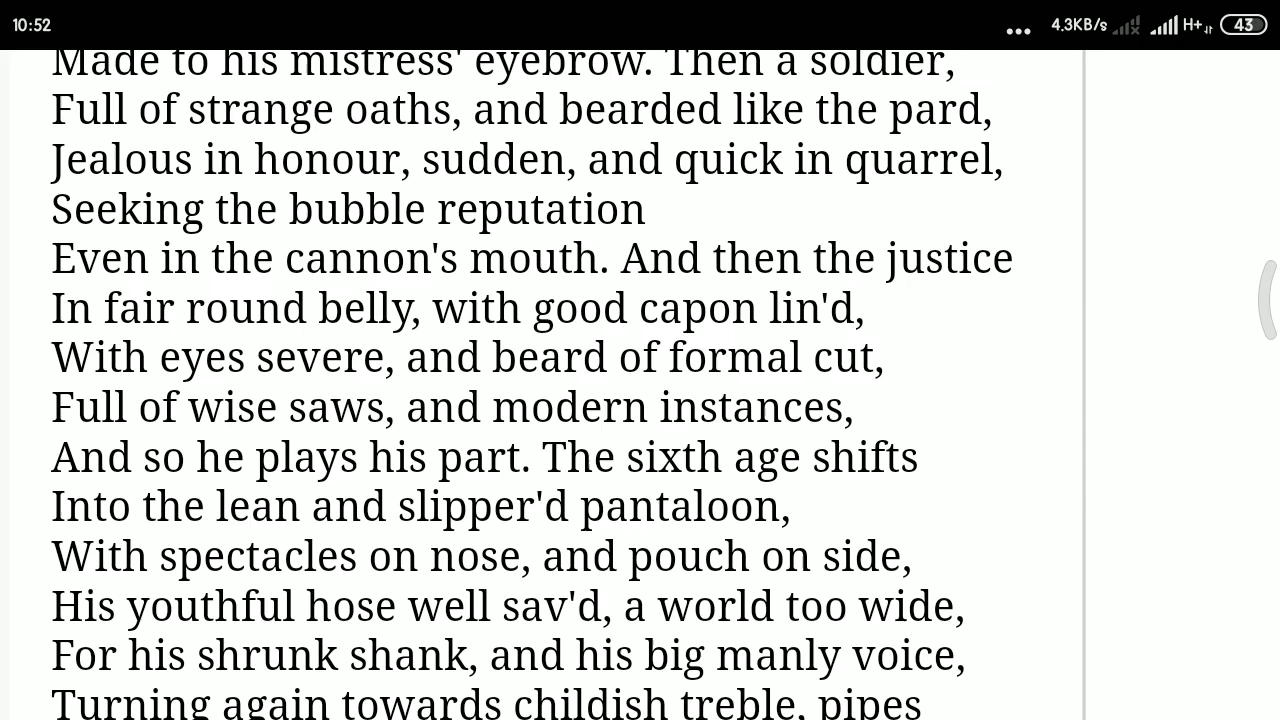 10:52 ... 4.3KB/s H+ 43
Made to his mistress' eyebrow. Then a soldier,
Full of strange oaths, and bearded like the pard,
Jealous in honour, sudden, and quick in quarrel,
Seeking the bubble reputation
Even in the cannon's mouth. And then the justice
In fair round belly, with good capon lin'd,
With eyes severe, and beard of formal cut,
Full of wise saws, and modern instances,
And so he plays his part. The sixth age shifts
Into the lean and slipper'd pantaloon,
With spectacles on nose, and pouch on side,
His youthful hose well sav'd, a world too wide,
For his shrunk shank, and his big manly voice,
Turning again towards childish treble, pipes